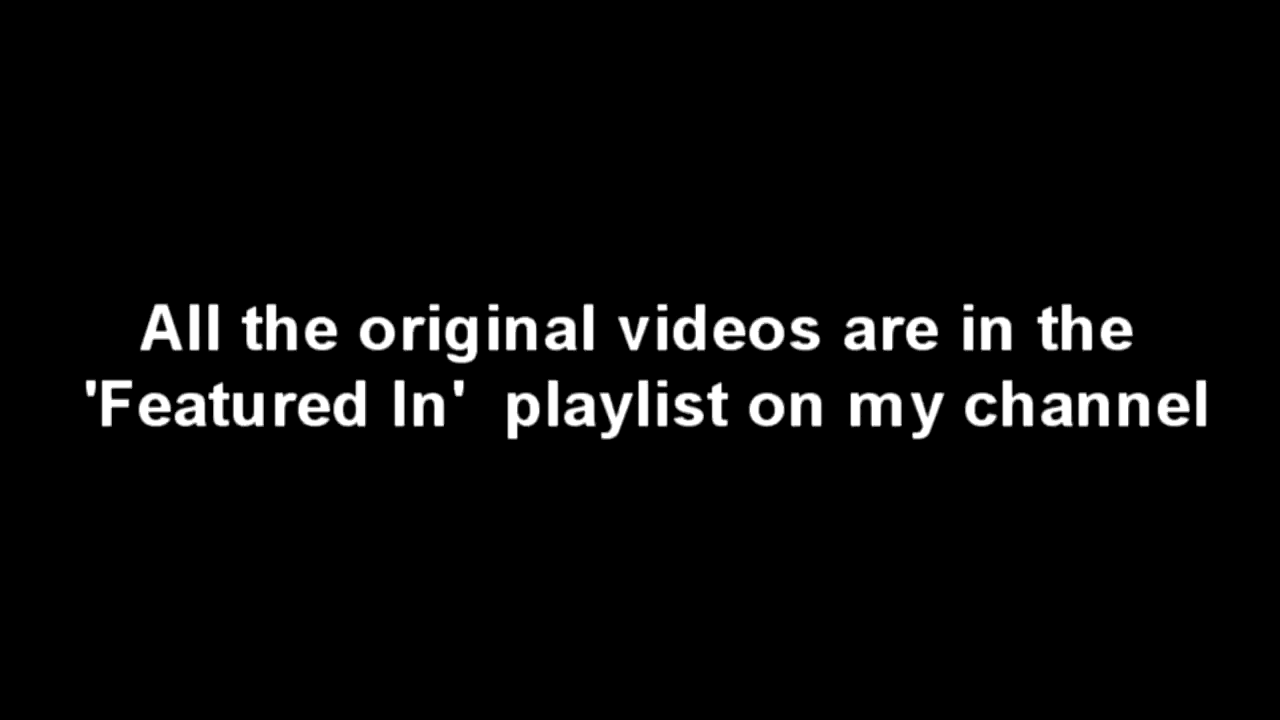 All the original videos are in the
'Featured In'  playlist on my channel